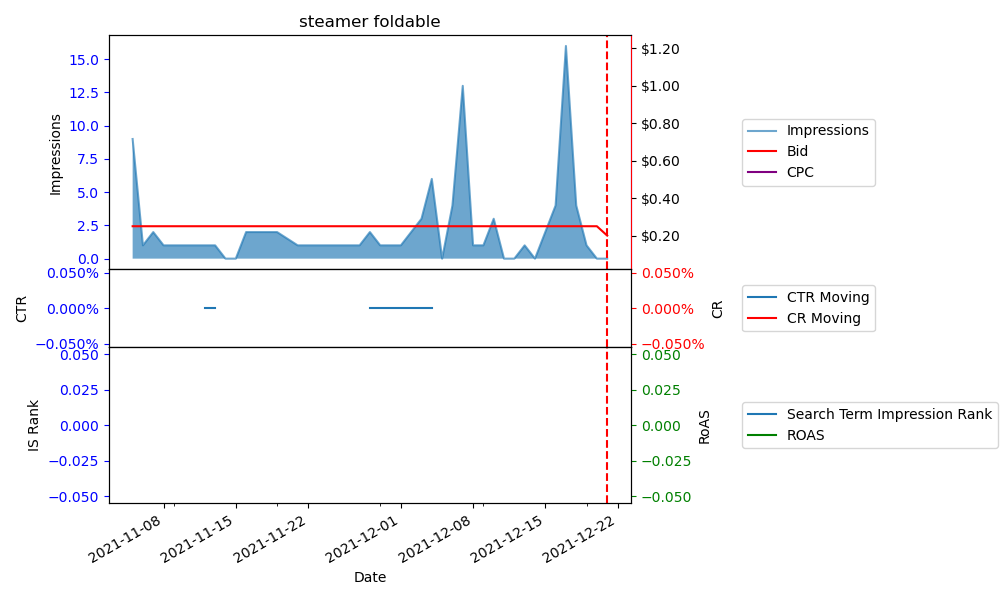 steamer foldable
Impressions
15.0
12.5
10.0
7.5
5.0
2.5
0.0
$1.20
$1.00
$0.80
$0.60
$0.40
$0.20
Impressions
Bid
CPC
CTR
0.050%
0.000%
−0.050%
0.050%
0.000%
−0.050%
CR
CTR Moving
CR Moving
IS Rank
0.050
0.025
0.000
−0.025
−0.050
0.050
0.025
0.000
−0.025
−0.050
RoAS
Search Term Impression Rank
ROAS
2021-11-08
2021-11-15
2021-11-22
2021-12-01
2021-12-08
2021-12-15
2021-12-22
Date